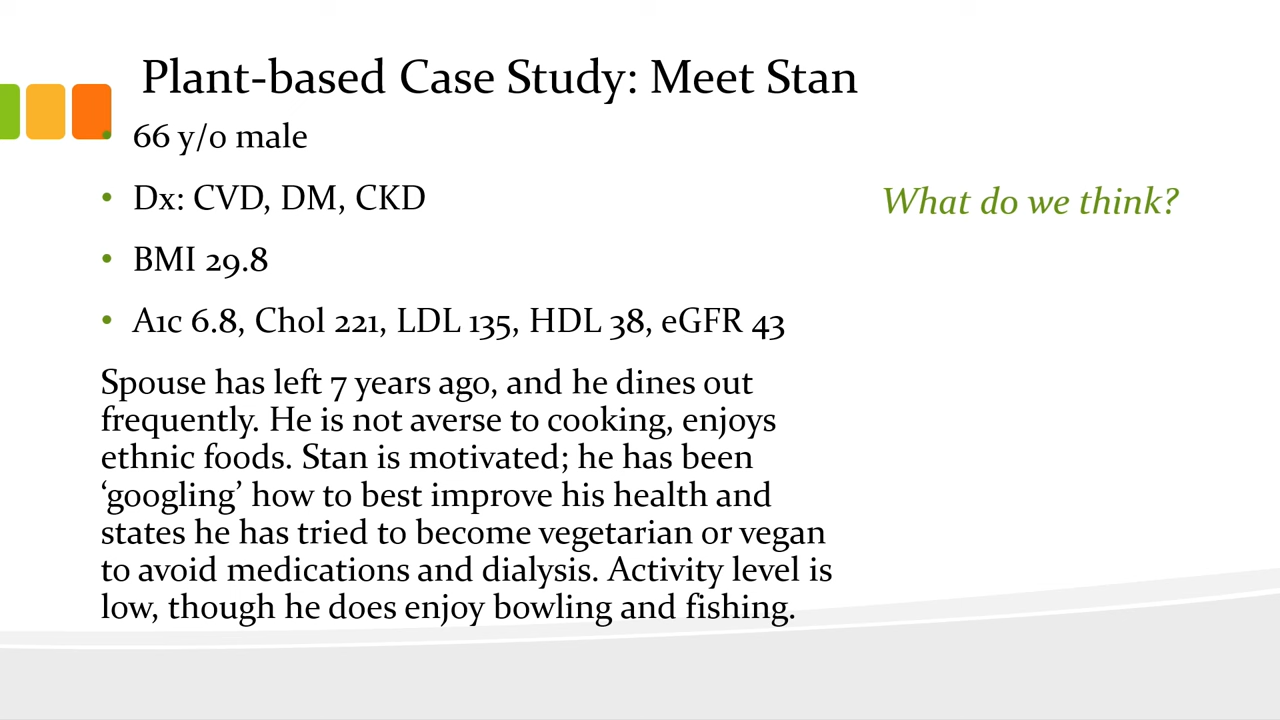 Plant-based Case Study: Meet Stan
• 66 y/o male
• Dx: CVD, DM, CKD
What do we think?
• BMI 29.8
• A1c 6.8, Chol 221, LDL 135, HDL 38, eGFR 43
Spouse has left 7 years ago, and he dines out
frequently. He is not averse to cooking, enjoys
ethnic foods. Stan is motivated; he has been
‘googling’ how to best improve his health and
states he has tried to become vegetarian or vegan
to avoid medications and dialysis. Activity level is
low, though he does enjoy bowling and fishing.